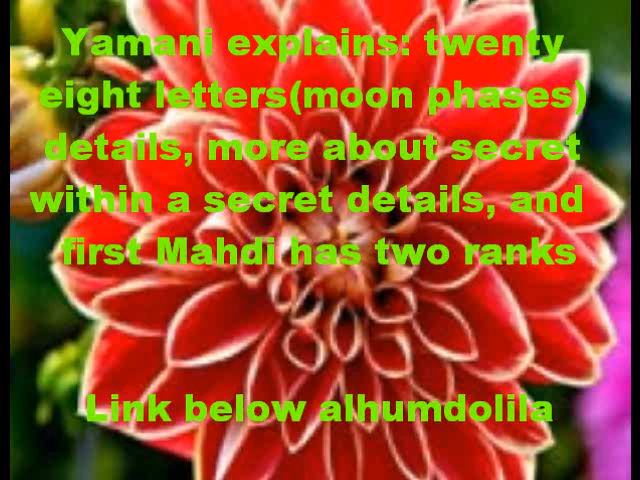 Yamani explains: twenty
eight letters(moon phases)
details, more about secret
within a secret details, and
first Mahdi has two ranks
Link below alhumdolila